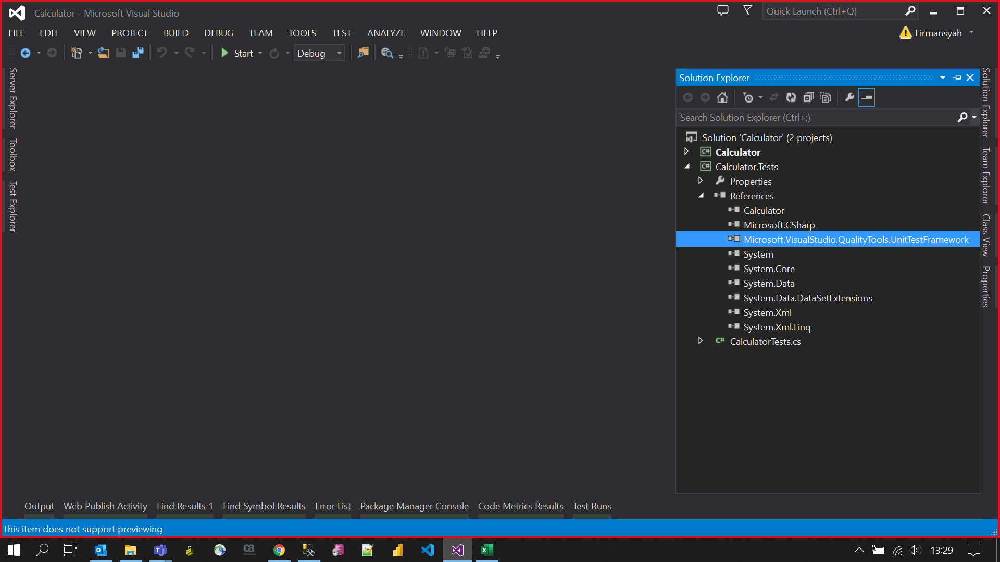 Calculator - Microsoft Visual Studio
Quick Launch (Ctrl+Q)
FILE EDIT VIEW PROJECT BUILD DEBUG TEAM TOOLS TEST ANALYZE WINDOW HELP
Firmansyah
Start Debug
Server Explorer
Toolbox
Test Explorer
Solution Explorer
Search Solution Explorer (Ctrl+;)
Solution 'Calculator' (2 projects)
C# Calculator
C# Calculator.Tests
Properties
References
Calculator
Microsoft.CSharp
Microsoft.VisualStudio.QualityTools.UnitTestFramework
System
System.Core
System.Data
System.Data.DataSetExtensions
System.Xml
System.Xml.Linq
C# CalculatorTests.cs
Solution Explorer
Team Explorer
Class View
Properties
Output Web Publish Activity Find Results 1 Find Symbol Results Error List Package Manager Console Code Metrics Results Test Runs
This item does not support previewing
ca
13:29